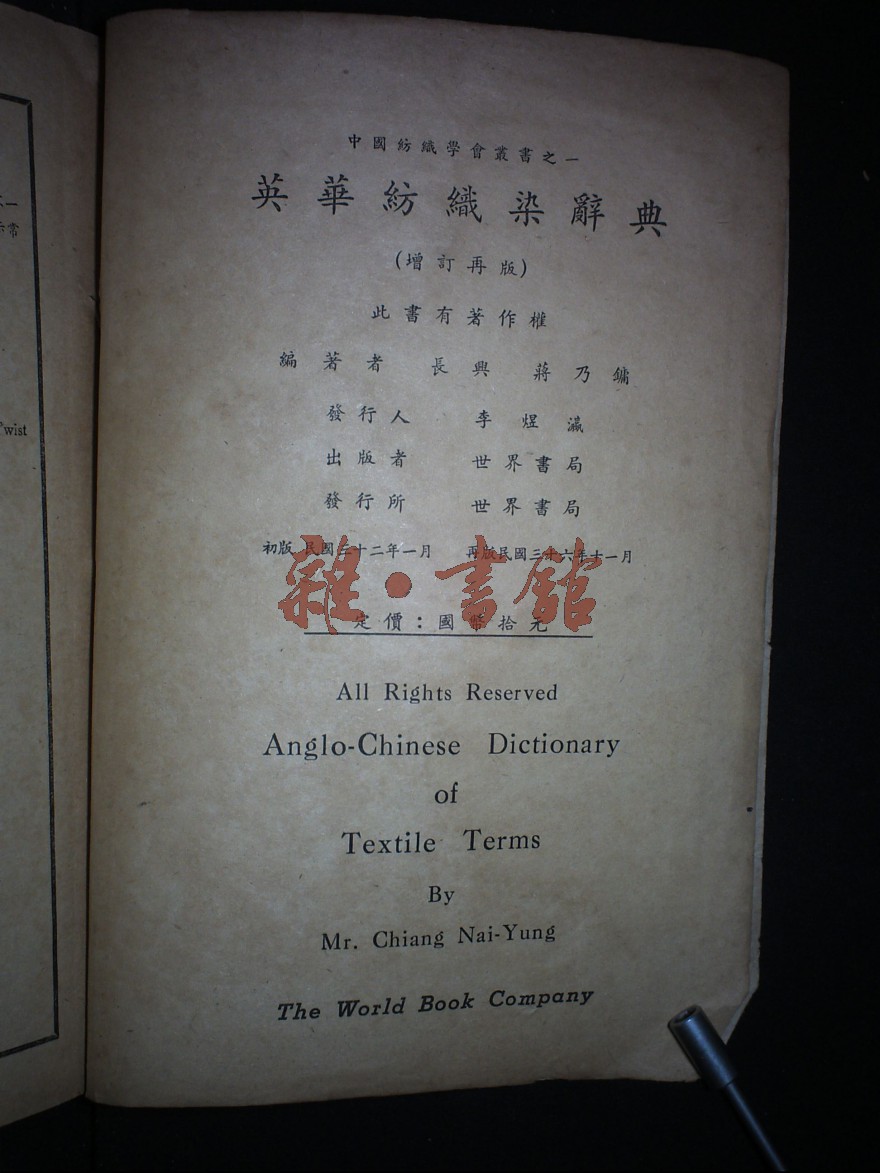 常
Twist
中國紡織學會叢書之一
英華紡織染辭典
(增訂再版)
此書有著作權
編著者 長興 蔣乃鏞
發行人 李煜瀛
出版者 世界書局
發行所 世界書局
初版 民國三十二年一月 再版民國三十六年十一月
雜·書館
定價：國幣拾元
All Rights Reserved
Anglo-Chinese Dictionary
of
Textile Terms
By
Mr. Chiang Nai-Yung
The World Book Company